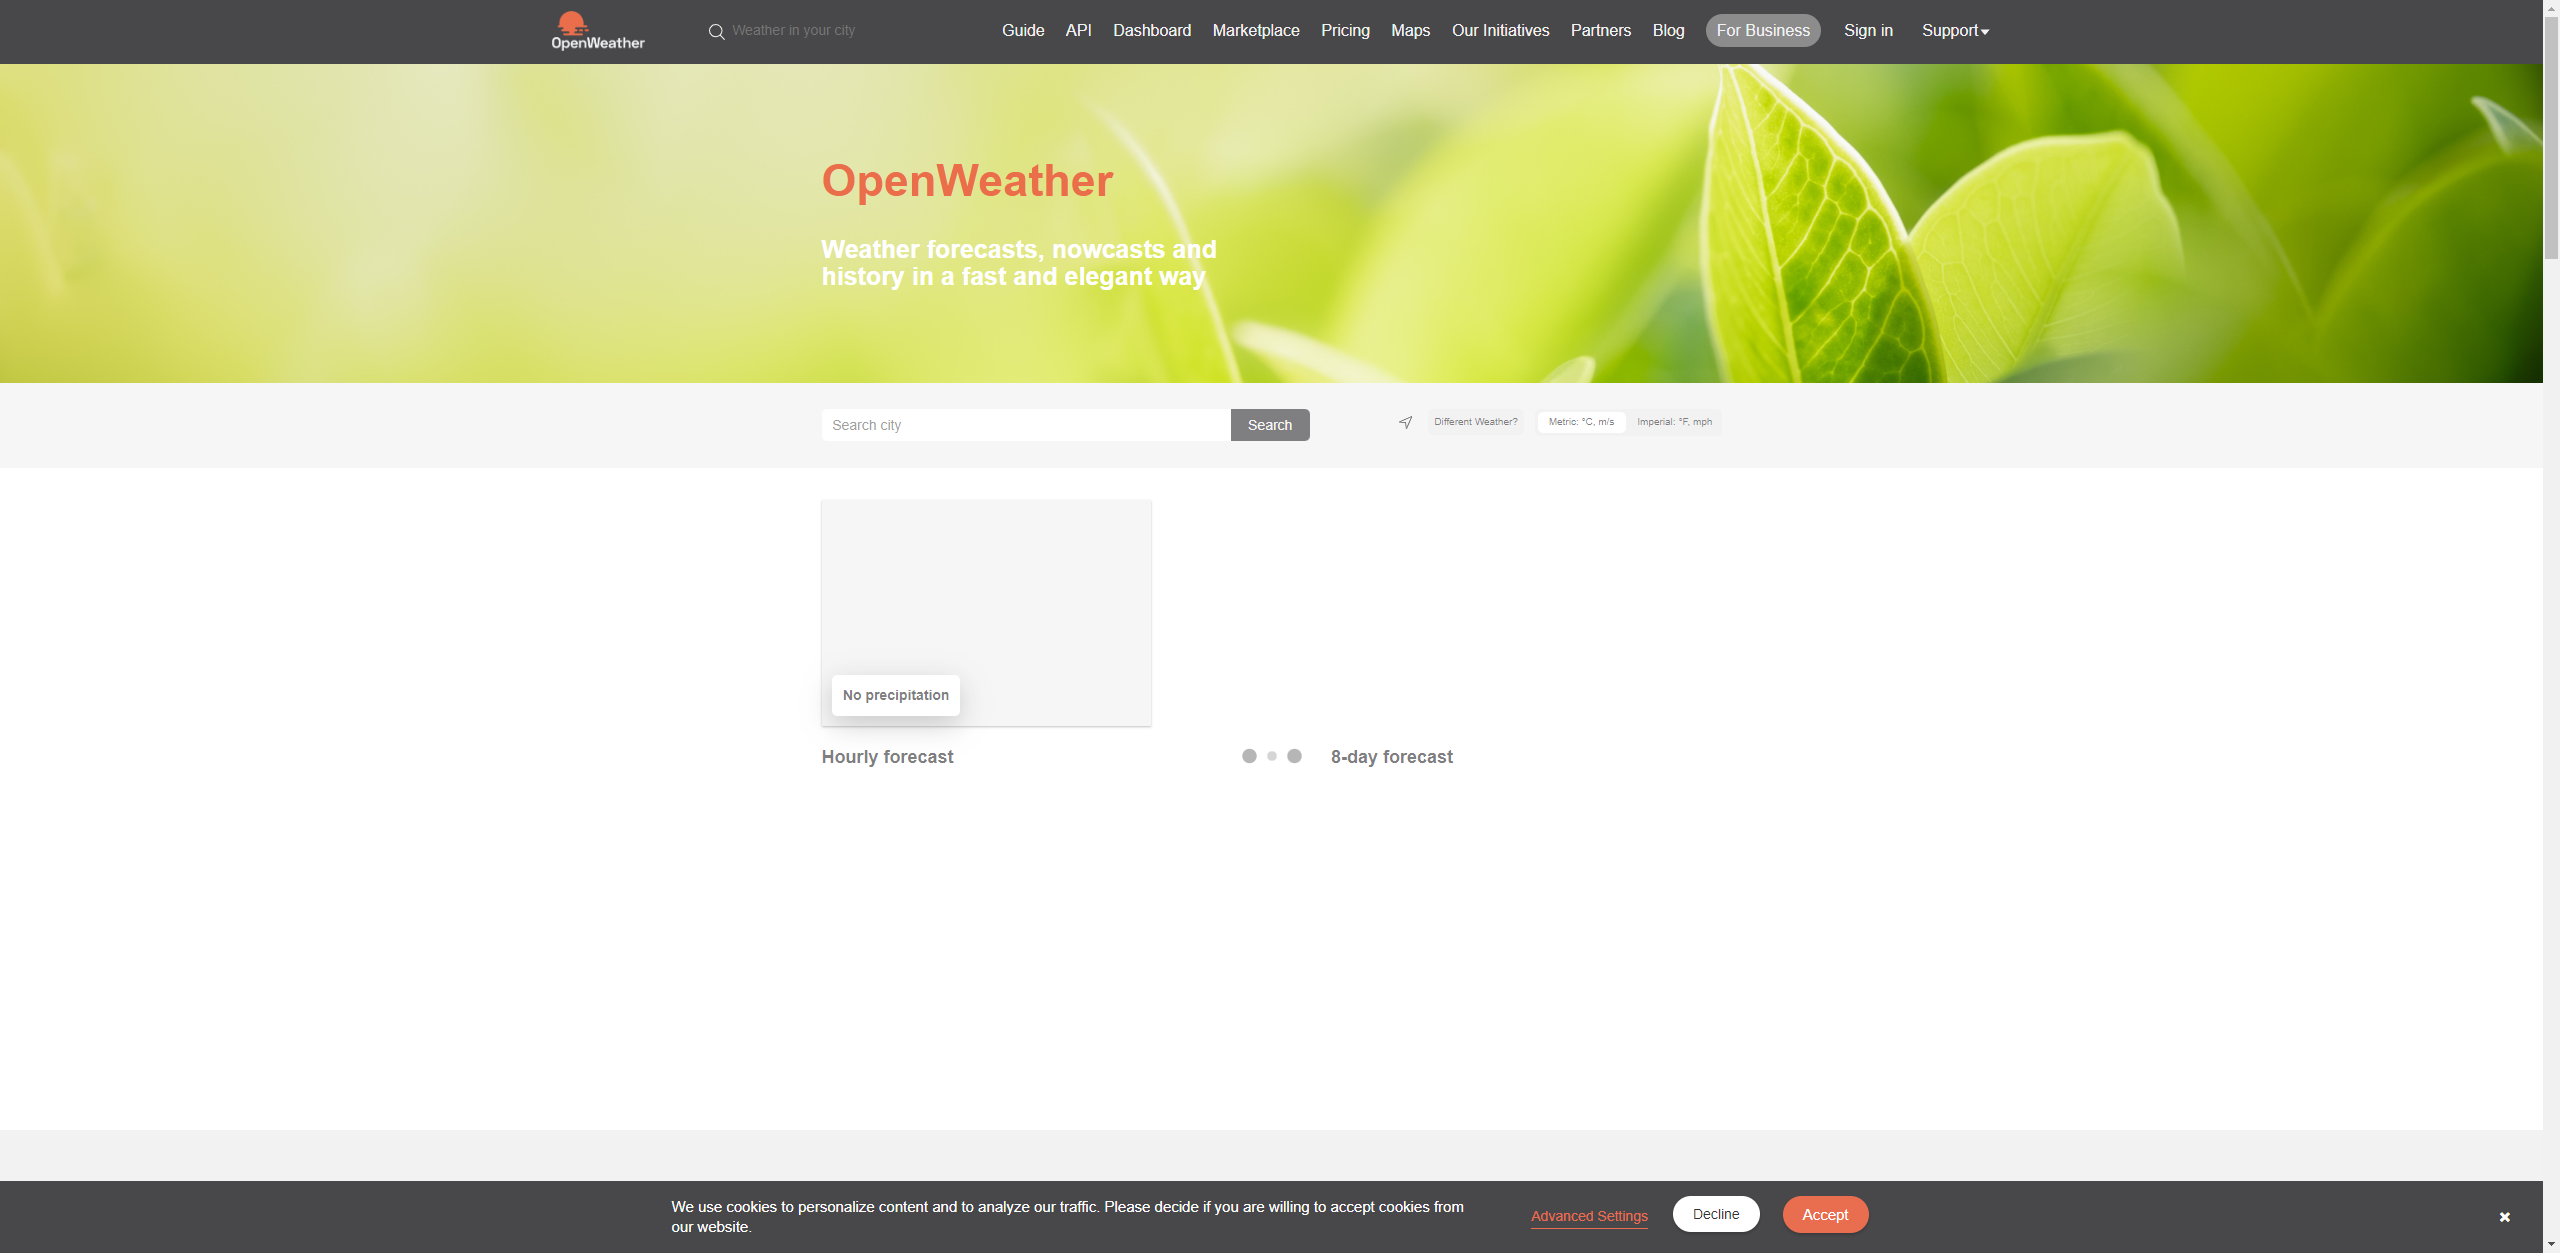 OpenWeather
Weather in your city
Guide
API
Dashboard
Marketplace
Pricing
Maps
Our Initiatives
Partners
Blog
For Business
Sign in
Support
OpenWeather
Weather forecasts, nowcasts and
history in a fast and elegant way
Search city
Search
Different Weather?
Metric: °C, m/s
Imperial: °F, mph
No precipitation
Hourly forecast
8-day forecast
We use cookies to personalize content and to analyze our traffic. Please decide if you are willing to accept cookies from
our website.
Advanced Settings
Decline
Accept